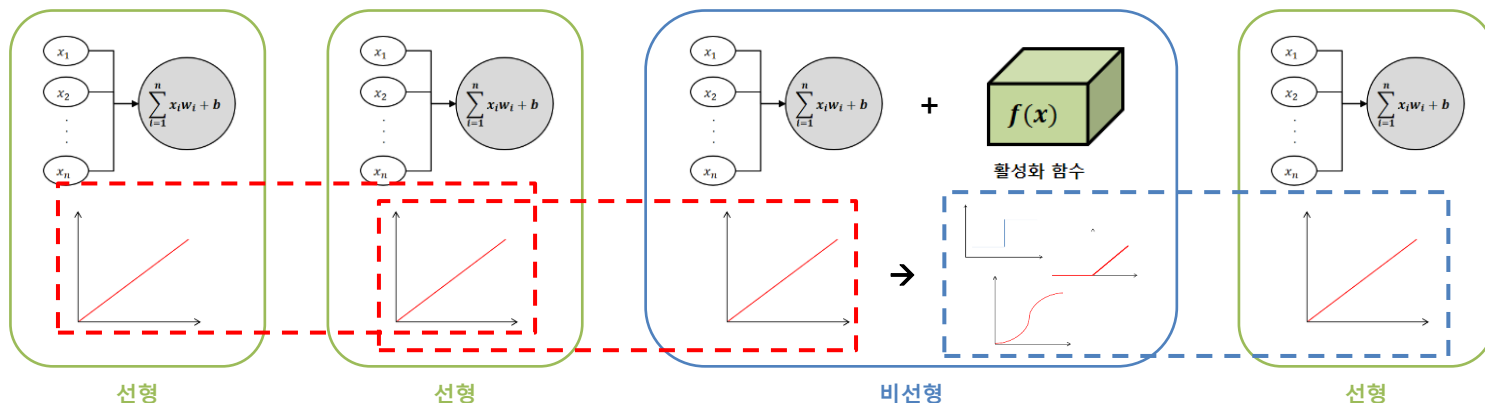 x₁
x₂
xₙ
n
∑ xᵢwᵢ + b
i=1
x₁
x₂
xₙ
n
∑ xᵢwᵢ + b
i=1
x₁
x₂
xₙ
n
∑ xᵢwᵢ + b
i=1
+
f(x)
활성화 함수
x₁
x₂
xₙ
n
∑ xᵢwᵢ + b
i=1
→
선형
선형
비선형
선형